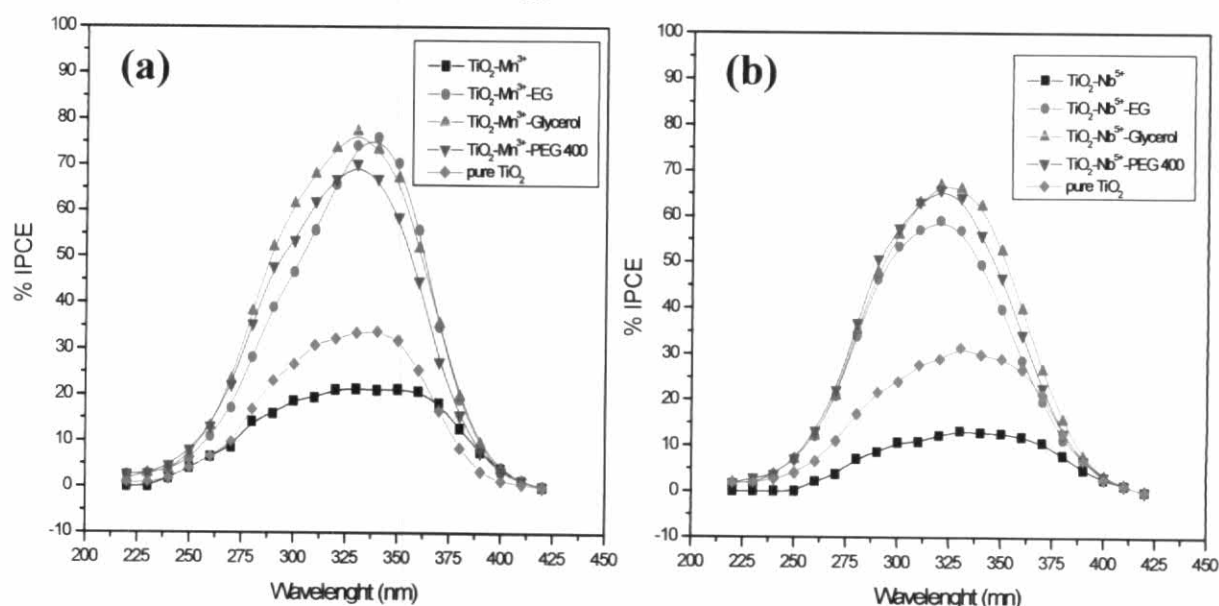 (a)
TiO2-Mn3+
TiO2-Mn3+-EG
TiO2-Mn3+-Glycerol
TiO2-Mn3+-PEG 400
pure TiO2
% IPCE
100
90
80
70
60
50
40
30
20
10
0
-10
200 225 250 275 300 325 350 375 400 425 450
Wavelenght (nm)
(b)
TiO2-Nb5+
TiO2-Nb5+-EG
TiO2-Nb5+-Glycerol
TiO2-Nb5+-PEG 400
pure TiO2
% IPCE
100
90
80
70
60
50
40
30
20
10
0
-10
200 225 250 275 300 325 350 375 400 425 450
Wavelenght (mn)